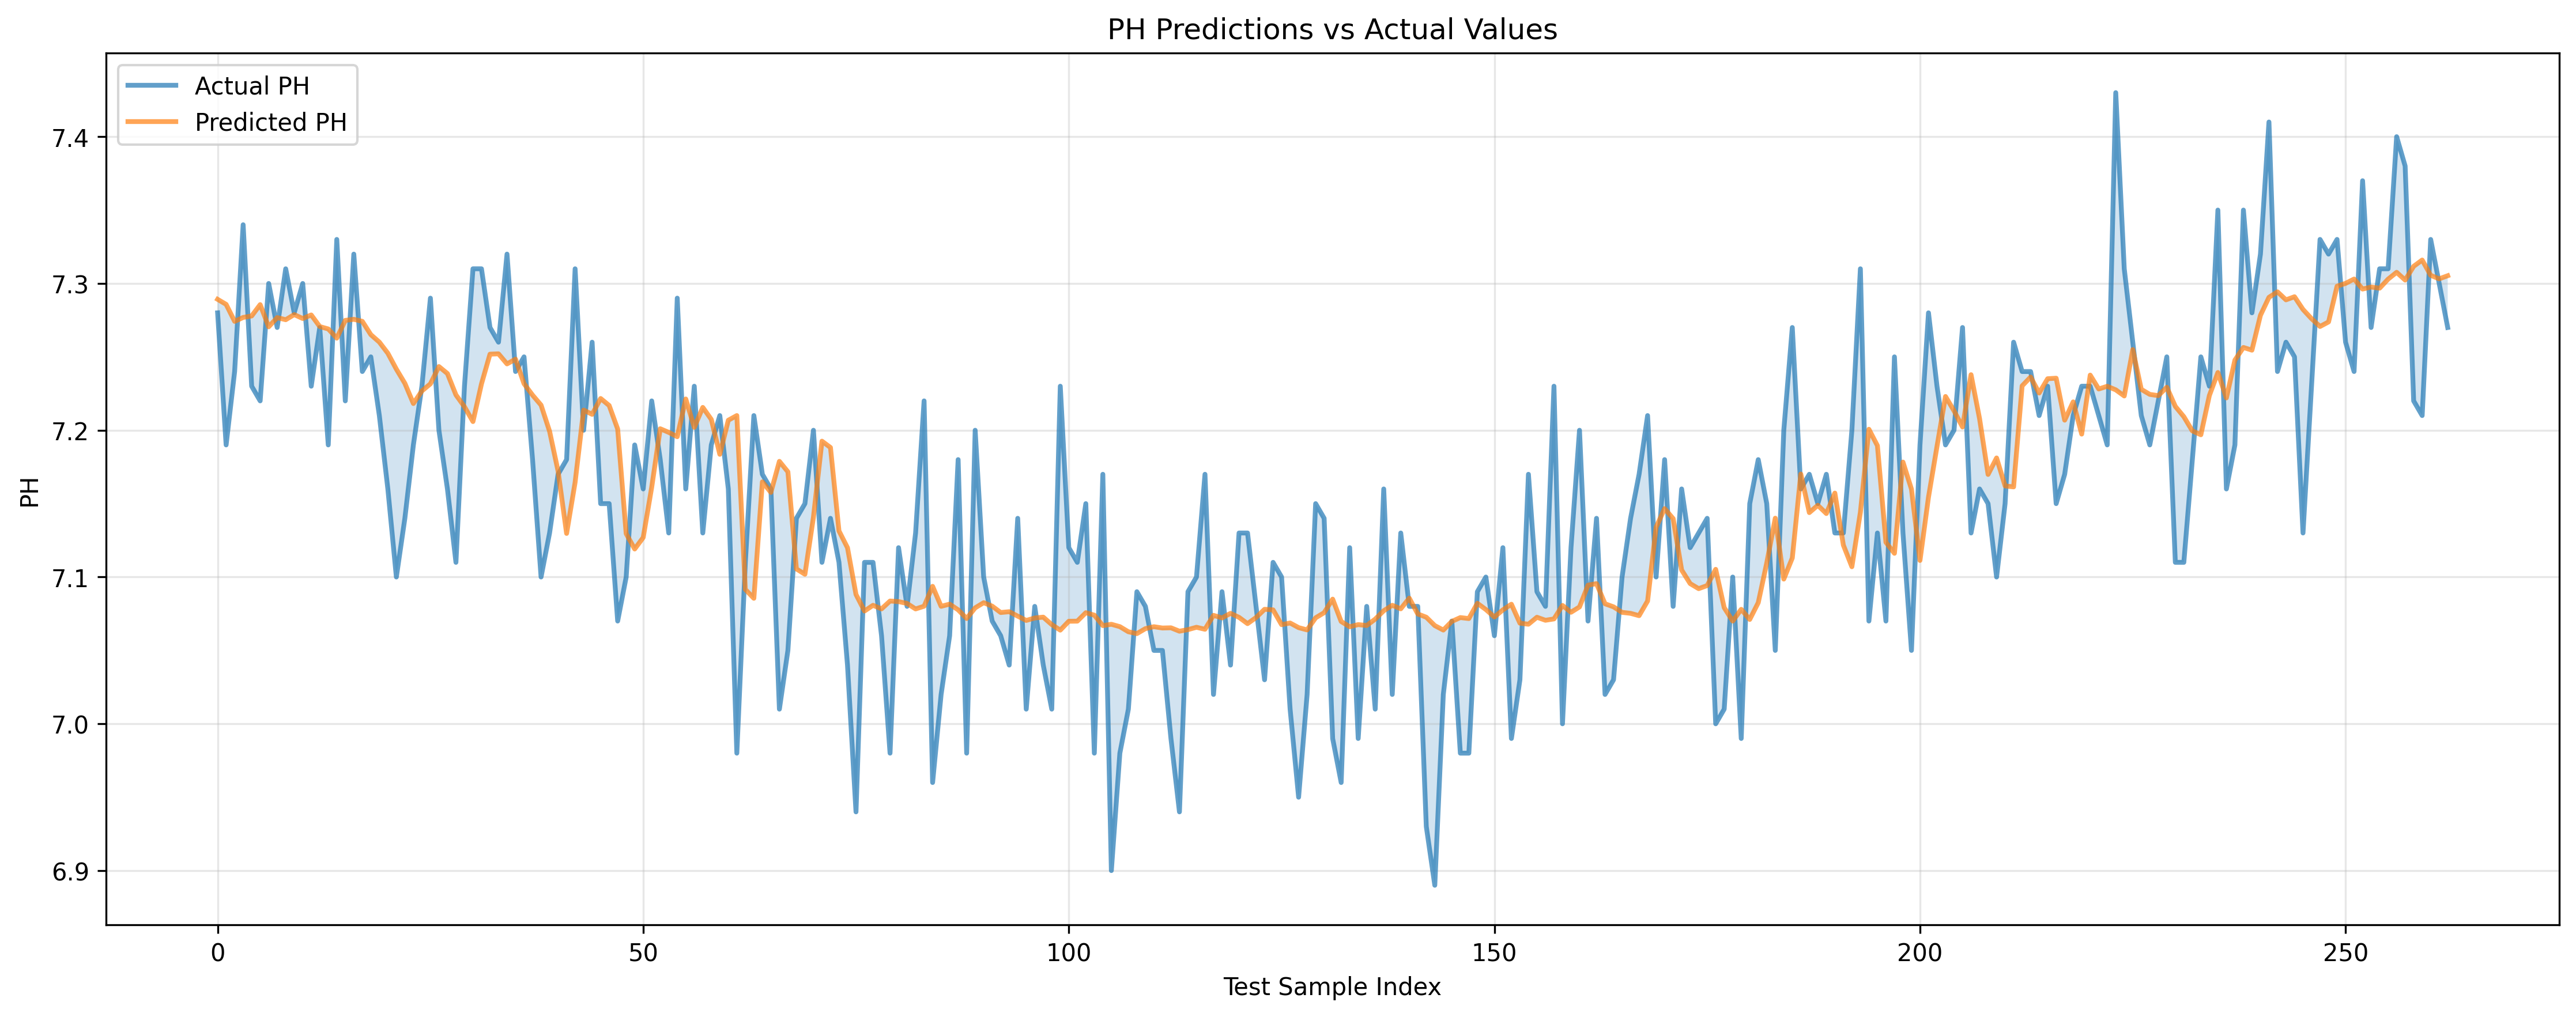 PH Predictions vs Actual Values
Actual PH
Predicted PH
7.4
7.3
7.2
7.1
7.0
6.9
PH
0 50 100 150 200 250
Test Sample Index